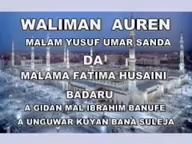 WALIMAN AUREN
MALAM YUSUF UMAR SANDA
DA
MALAMA FATIMA HUSAINI
BADARU
A GIDAN MAL IBRAHIM BANUFE
A UNGUWAR KUYAN BANA SULEJA